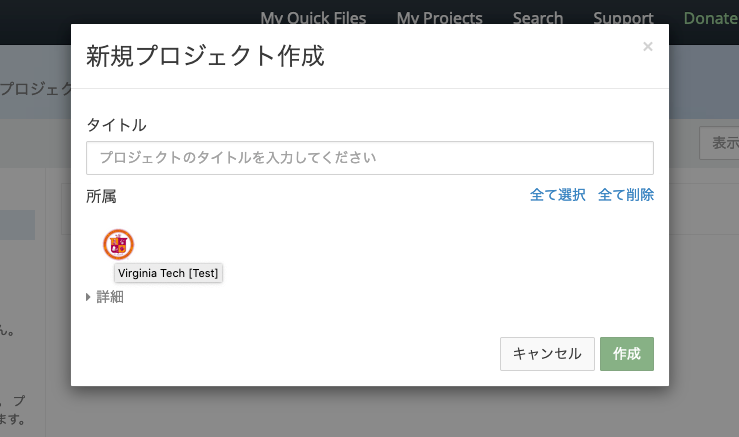 My Quick Files My Projects Search Support Donate
新規プロジェクト作成
×
プロジェク
タイトル
プロジェクトのタイトルを入力してください
表示
所属
全て選択 全て削除
Virginia Tech [Test]
詳細
ん。
キャンセル 作成
プ
ます。